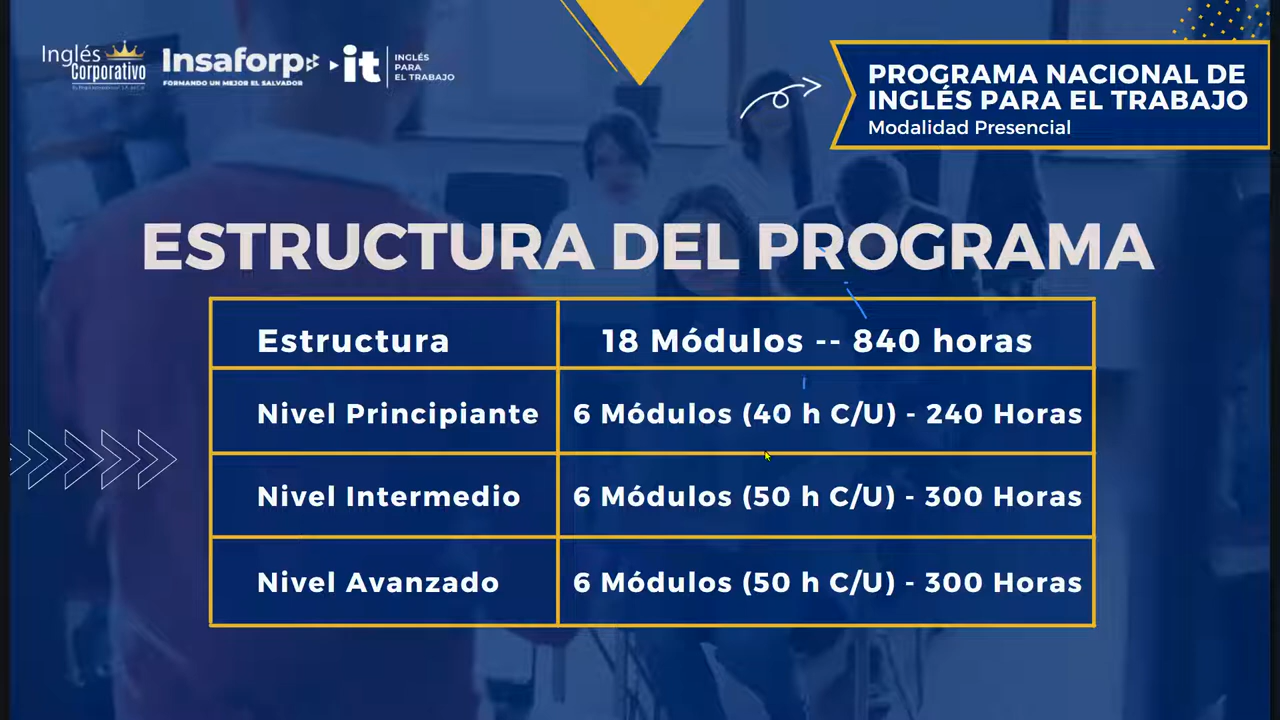 Inglés
Corporativo
Insaforp
FORMANDO UN MEJOR EL SALVADOR
it
INGLÉS
PARA
EL TRABAJO
PROGRAMA NACIONAL DE
INGLÉS PARA EL TRABAJO
Modalidad Presencial
ESTRUCTURA DEL PROGRAMA
Estructura 18 Módulos -- 840 horas
Nivel Principiante 6 Módulos (40 h C/U) - 240 Horas
Nivel Intermedio 6 Módulos (50 h C/U) - 300 Horas
Nivel Avanzado 6 Módulos (50 h C/U) - 300 Horas